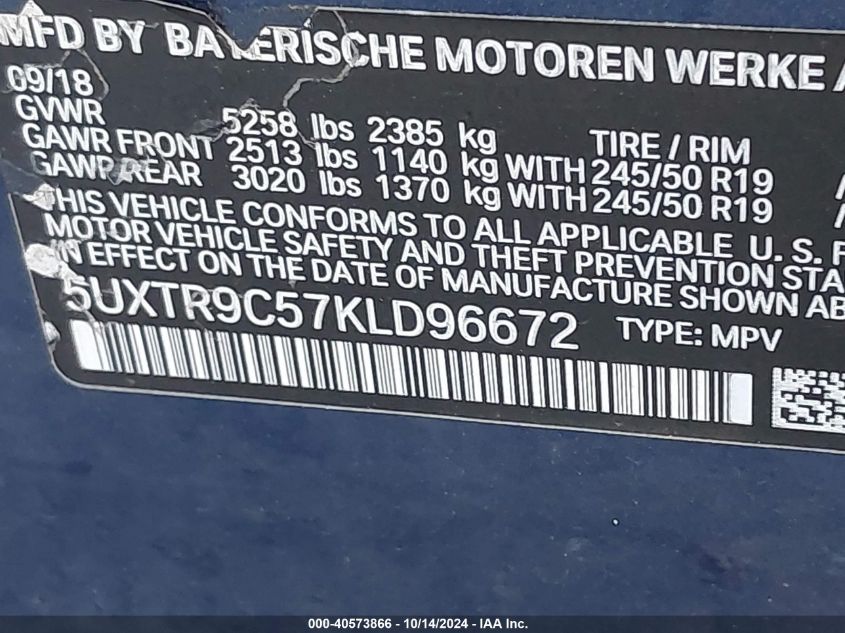 MFD BY BAYERISCHE MOTOREN WERKE A
09/18
GVWR 5258 lbs 2385 kg TIRE / RIM
GAWR FRONT 2513 lbs 1140 kg WITH 245/50 R19 /
GAWR REAR 3020 lbs 1370 kg WITH 245/50 R19 /
THIS VEHICLE CONFORMS TO ALL APPLICABLE U. S. F
MOTOR VEHICLE SAFETY AND THEFT PREVENTION STA
IN EFFECT ON THE DATE OF MANUFACTURE SHOWN AB
5UXTR9C57KLD96672 TYPE: MPV
000-40573866 - 10/14/2024 - IAA Inc.